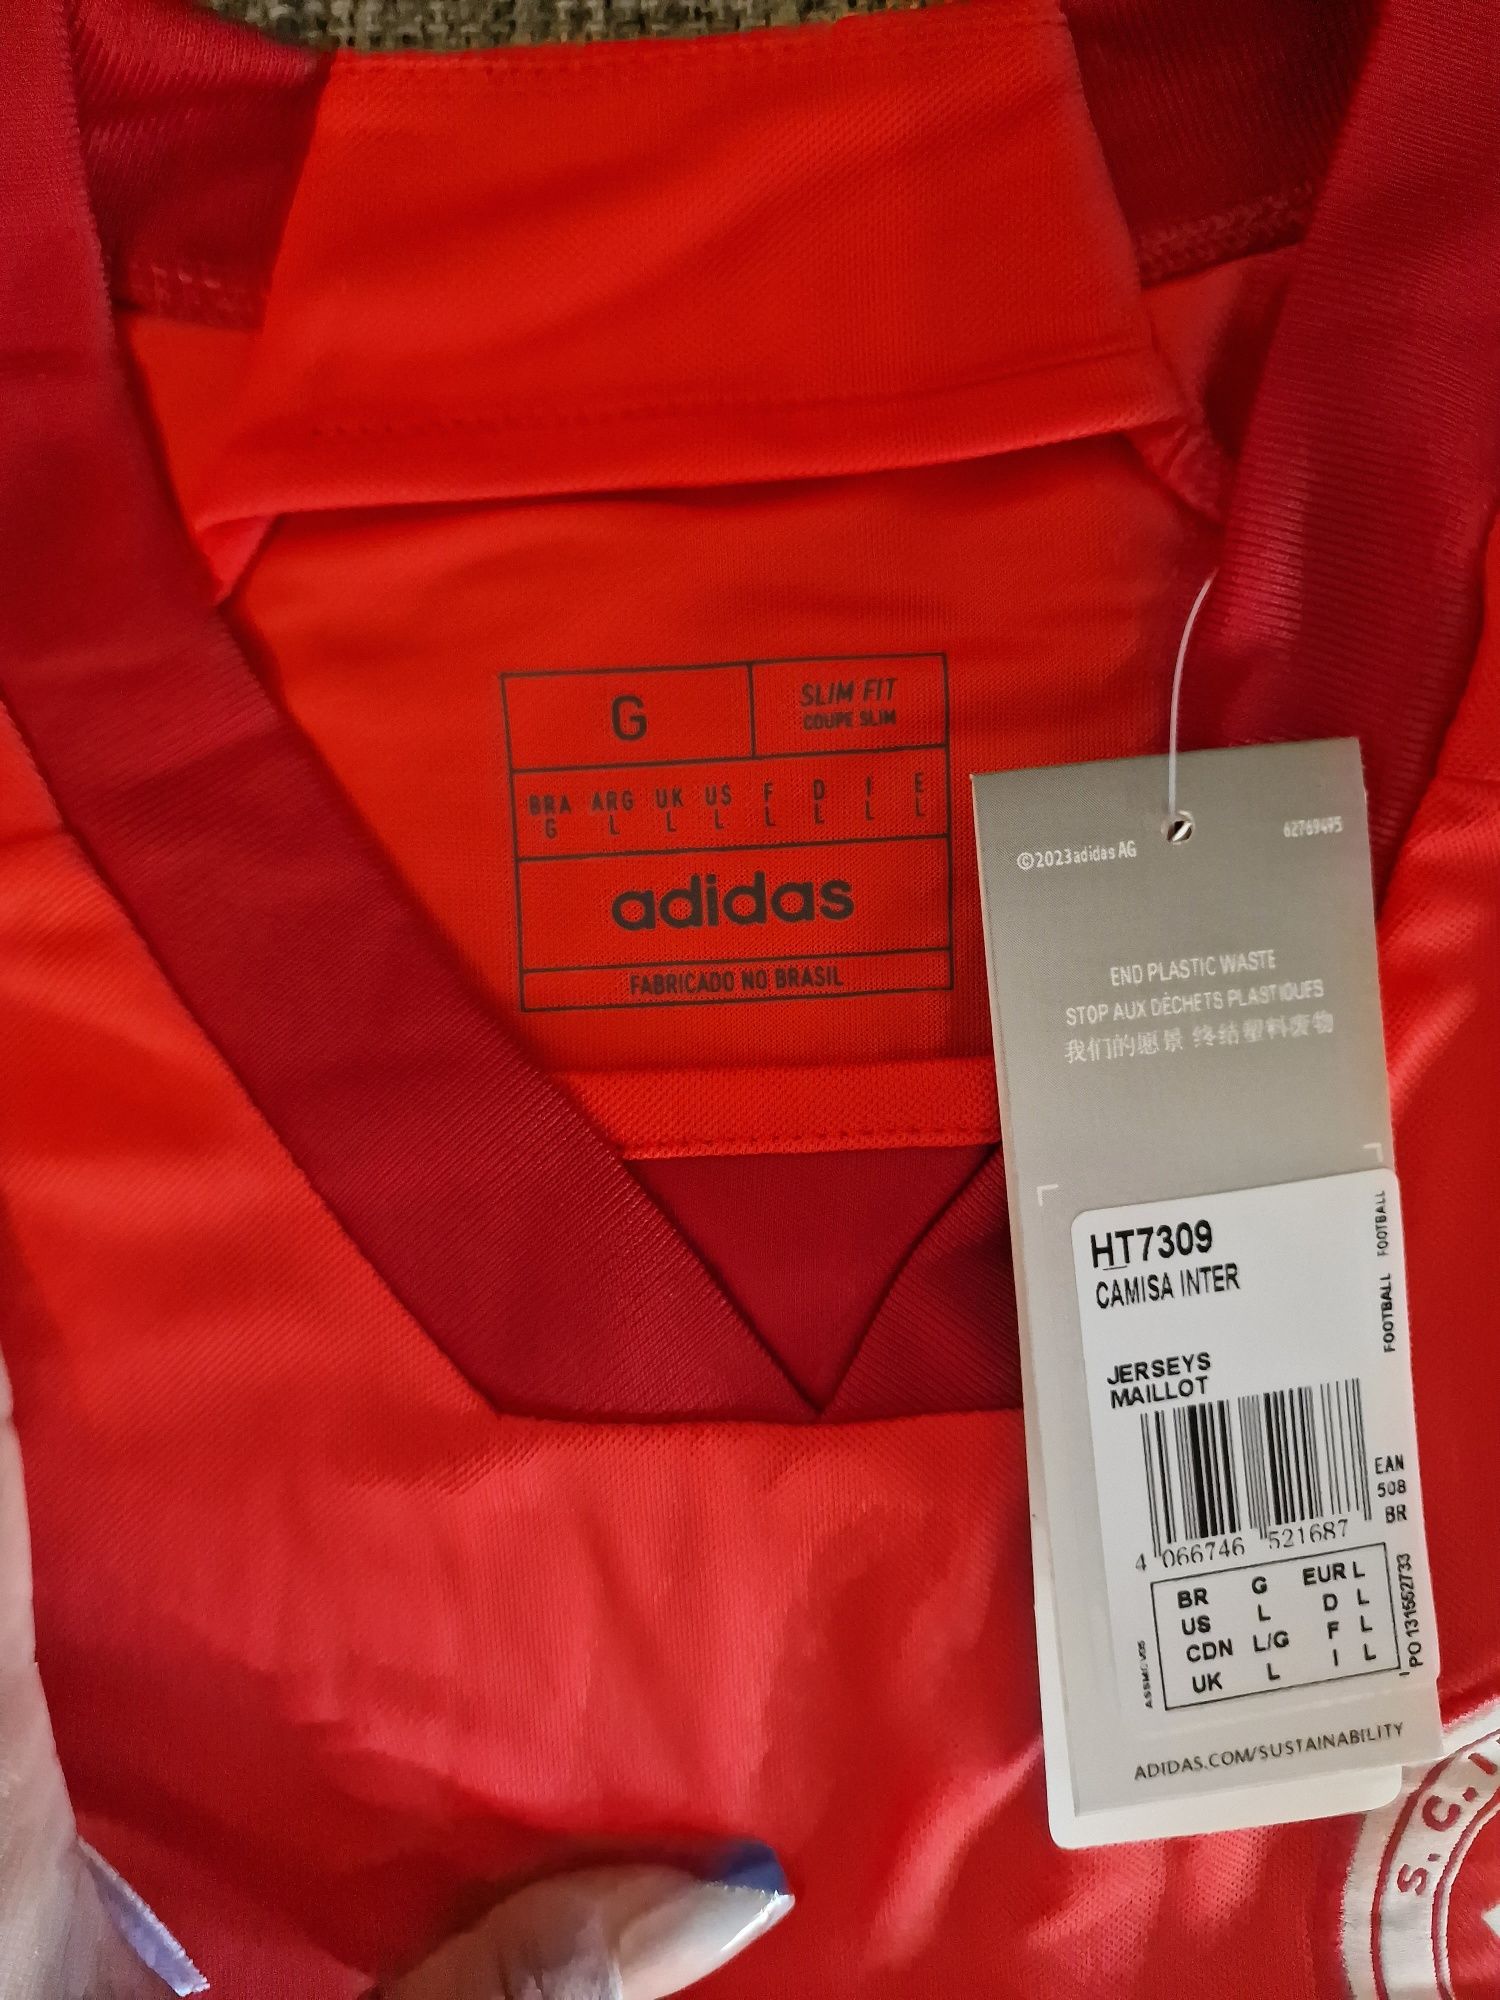 G
SLIM FIT
COUPE SLIM
BRA ARG UK US F D I E
G L L L L L L L
adidas
FABRICADO NO BRASIL
©2023 adidas AG
62769495
END PLASTIC WASTE
STOP AUX DÉCHETS PLASTIQUES
我们的愿景 终结塑料废物
HT7309
CAMISA INTER
FOOTBALL FOOTBALL
JERSEYS
MAILLOT
EAN
508
BR
4 066746 521687
BR G EUR L
US L D L
CDN L/G F L
UK L I L
PO 131552733
ADIDAS.COM/SUSTAINABILITY
S.C.I